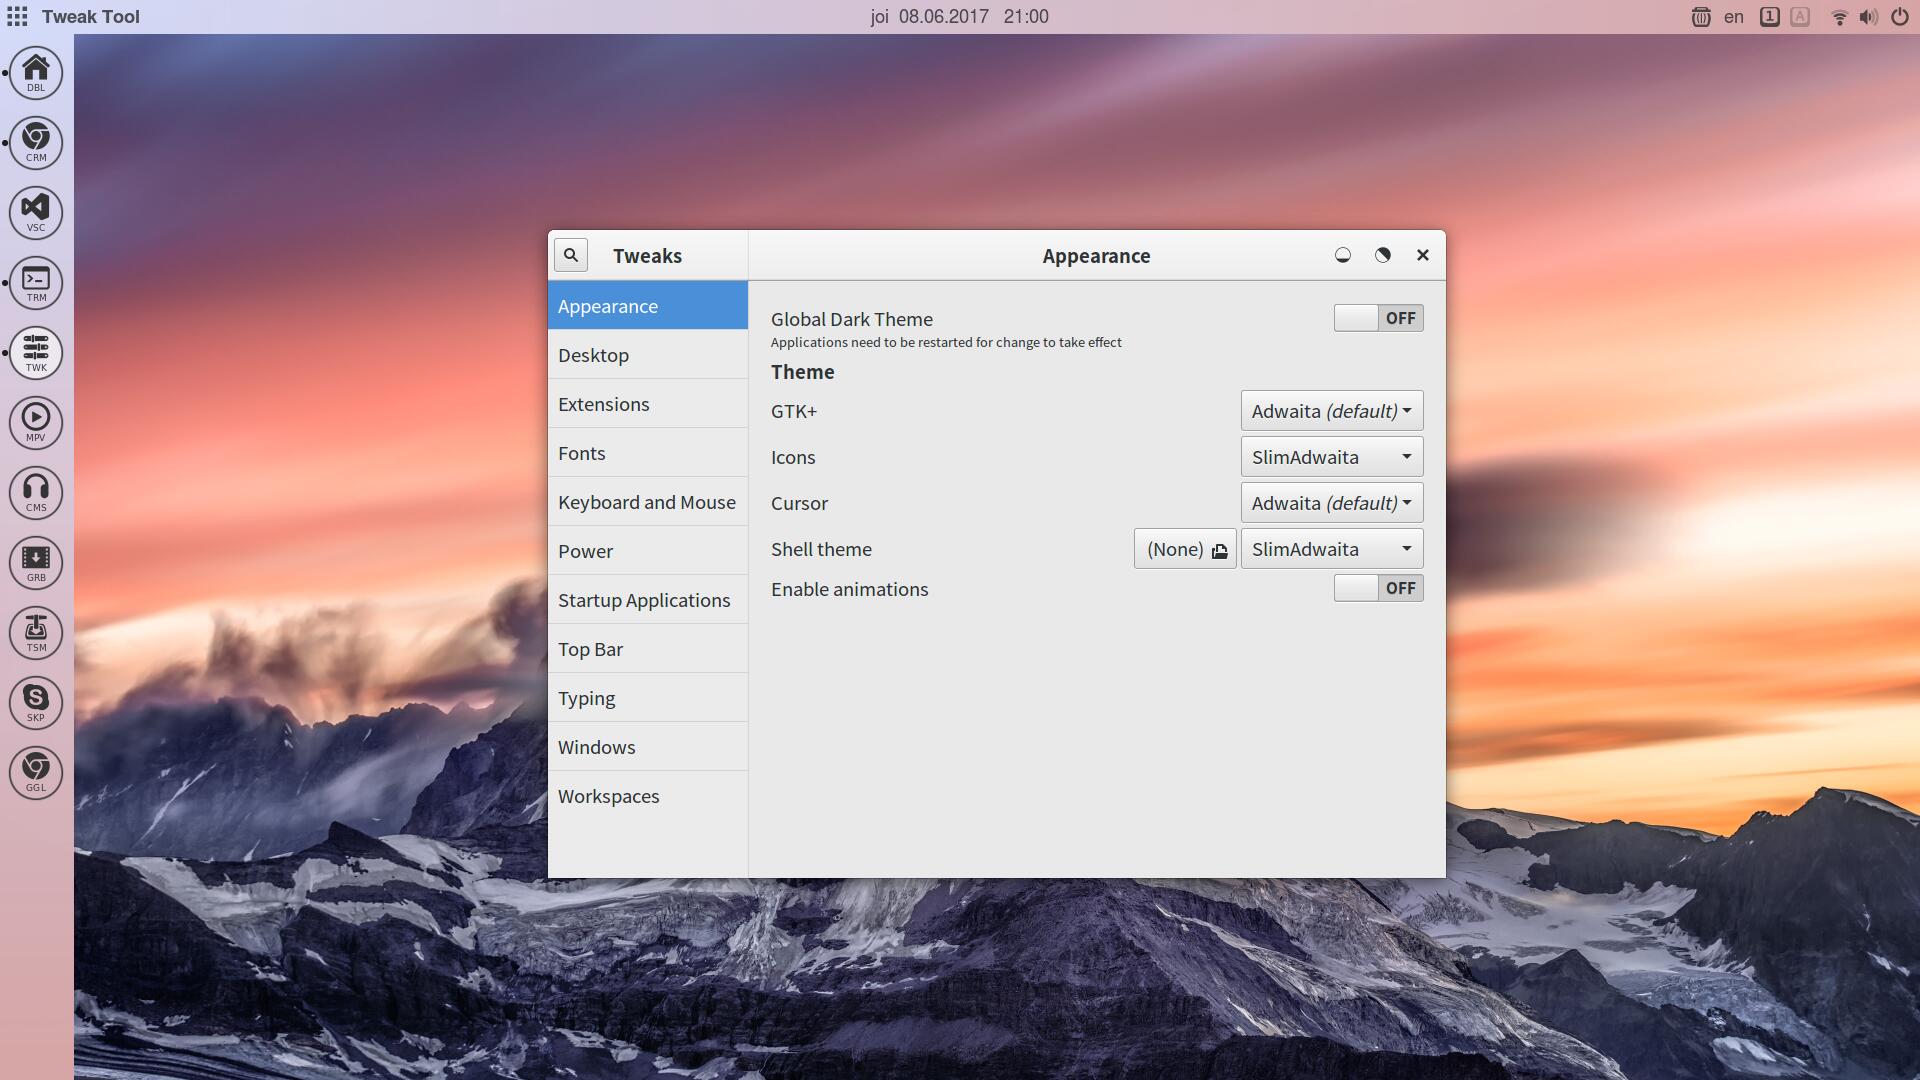 Tweak Tool
joi 08.06.2017 21:00
en 1 A
DBL
CRM
VSC
TRM
TWK
MPV
CMS
GRB
TSM
SKP
GGL
Tweaks
Appearance
Appearance
Desktop
Extensions
Fonts
Keyboard and Mouse
Power
Startup Applications
Top Bar
Typing
Windows
Workspaces
Global Dark Theme OFF
Applications need to be restarted for change to take effect
Theme
GTK+ Adwaita (default)
Icons SlimAdwaita
Cursor Adwaita (default)
Shell theme (None) SlimAdwaita
Enable animations OFF